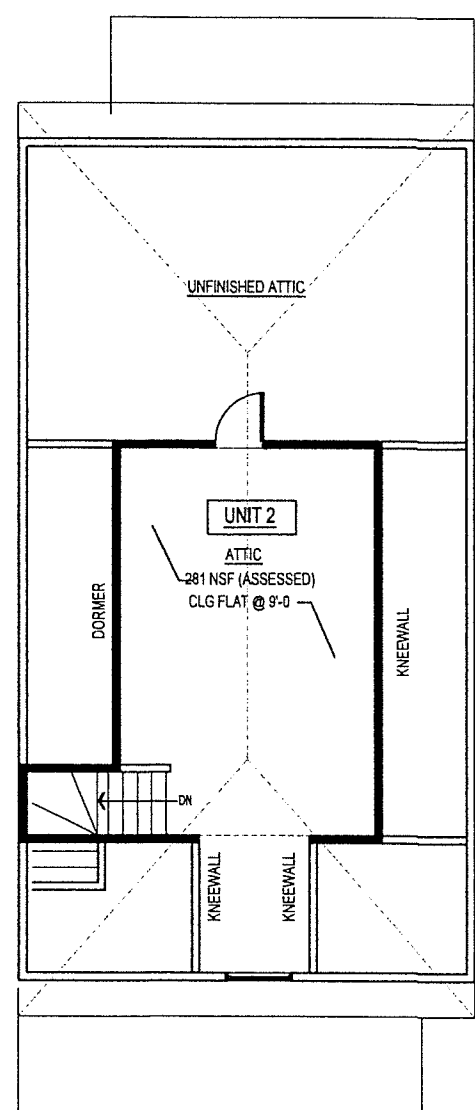 UNFINISHED ATTIC
UNIT 2
ATTIC
281 NSF (ASSESSED)
CLG FLAT @ 9'-0
DORMER
KNEEWALL
DN
KNEEWALL
KNEEWALL